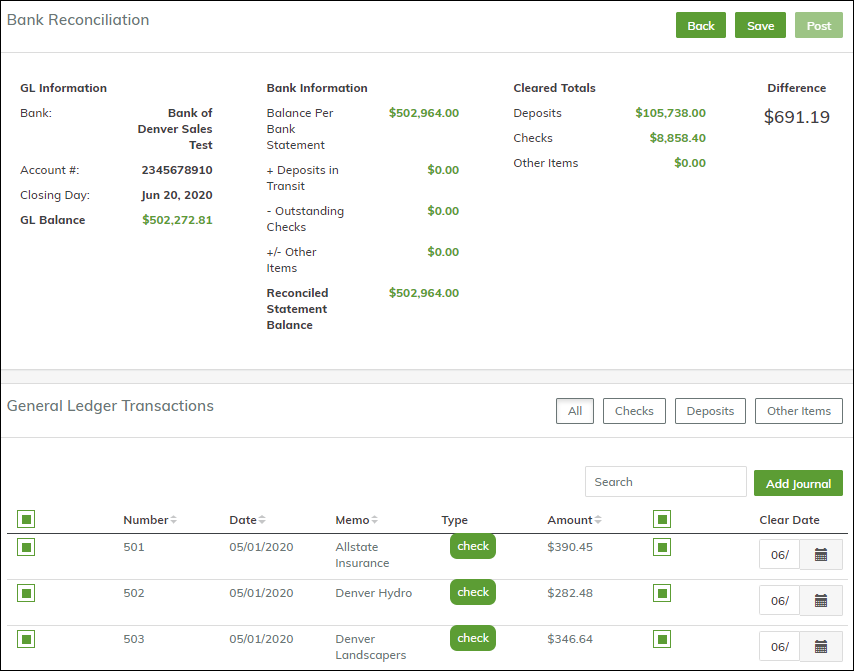 Bank Reconciliation
Back Save Post
GL Information
Bank: Bank of
Denver Sales
Test
Account #: 2345678910
Closing Day: Jun 20, 2020
GL Balance $502,272.81
Bank Information
Balance Per $502,964.00
Bank
Statement
+ Deposits in $0.00
Transit
- Outstanding $0.00
Checks
+/- Other $0.00
Items
Reconciled $502,964.00
Statement
Balance
Cleared Totals
Deposits $105,738.00
Checks $8,858.40
Other Items $0.00
Difference
$691.19
General Ledger Transactions
All Checks Deposits Other Items
Search Add Journal
Number Date Memo Type Amount Clear Date
501 05/01/2020 Allstate check $390.45 06/
Insurance
502 05/01/2020 Denver Hydro check $282.48 06/
503 05/01/2020 Denver check $346.64 06/
Landscapers